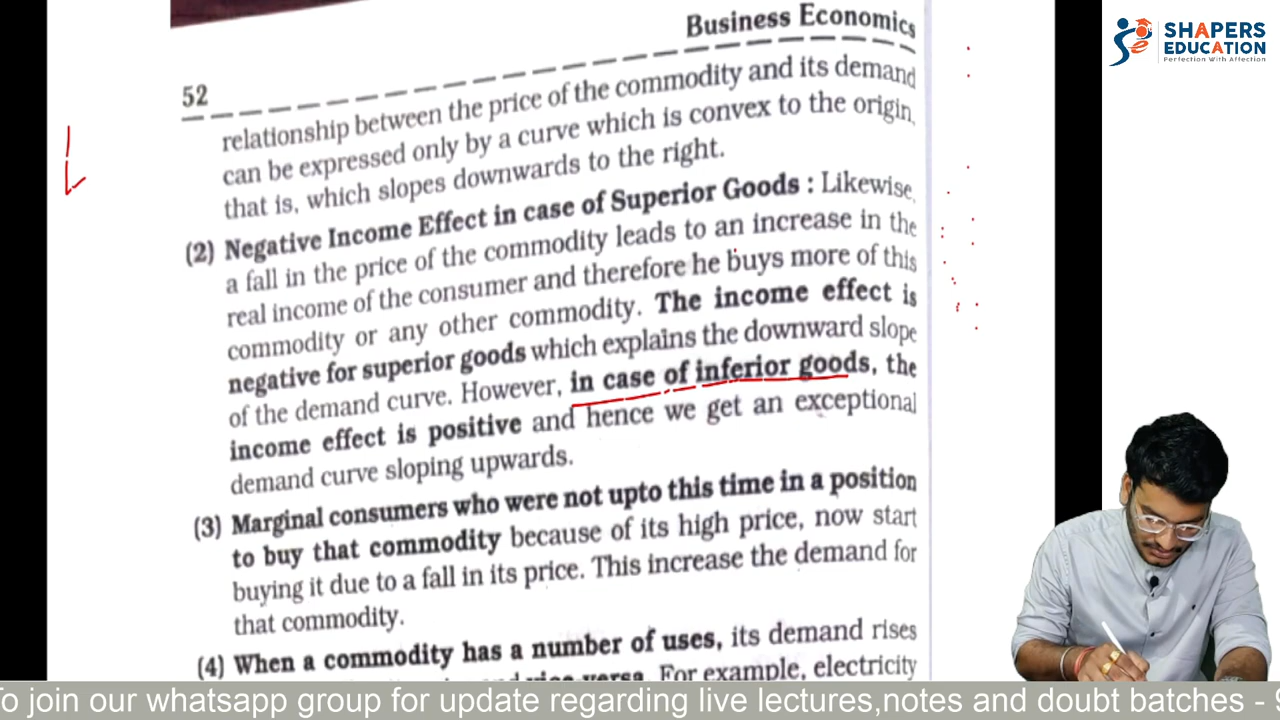 Business Economics
SHAPERS
EDUCATION
Perfection With Affection
52
relationship between the price of the commodity and its demand
can be expressed only by a curve which is convex to the origin,
that is, which slopes downwards to the right.
(2) Negative Income Effect in case of Superior Goods : Likewise,
a fall in the price of the commodity leads to an increase in the
real income of the consumer and therefore he buys more of this
commodity or any other commodity. The income effect is
negative for superior goods which explains the downward slope
of the demand curve. However, in case of inferior goods, the
income effect is positive and hence we get an exceptional
demand curve sloping upwards.
(3) Marginal consumers who were not upto this time in a position
to buy that commodity because of its high price, now start
buying it due to a fall in its price. This increase the demand for
that commodity.
(4) When a commodity has a number of uses, its demand rises
vice-versa. For example, electricity
To join our whatsapp group for update regarding live lectures,notes and doubt batches -